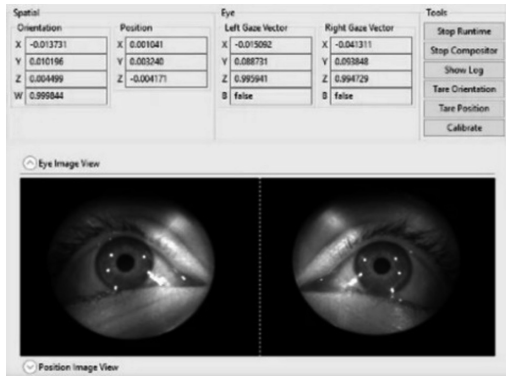 Spatial
Orientation
X -0.013731
Y 0.010196
Z 0.004499
W 0.999844
Position
X 0.001041
Y 0.003240
Z -0.004171
Eye
Left Gaze Vector
X -0.015092
Y 0.088731
Z 0.995941
B false
Right Gaze Vector
X -0.041311
Y 0.093848
Z 0.994729
B false
Tools
Stop Runtime
Stop Compositor
Show Log
Tare Orientation
Tare Position
Calibrate
Eye Image View
Position Image View